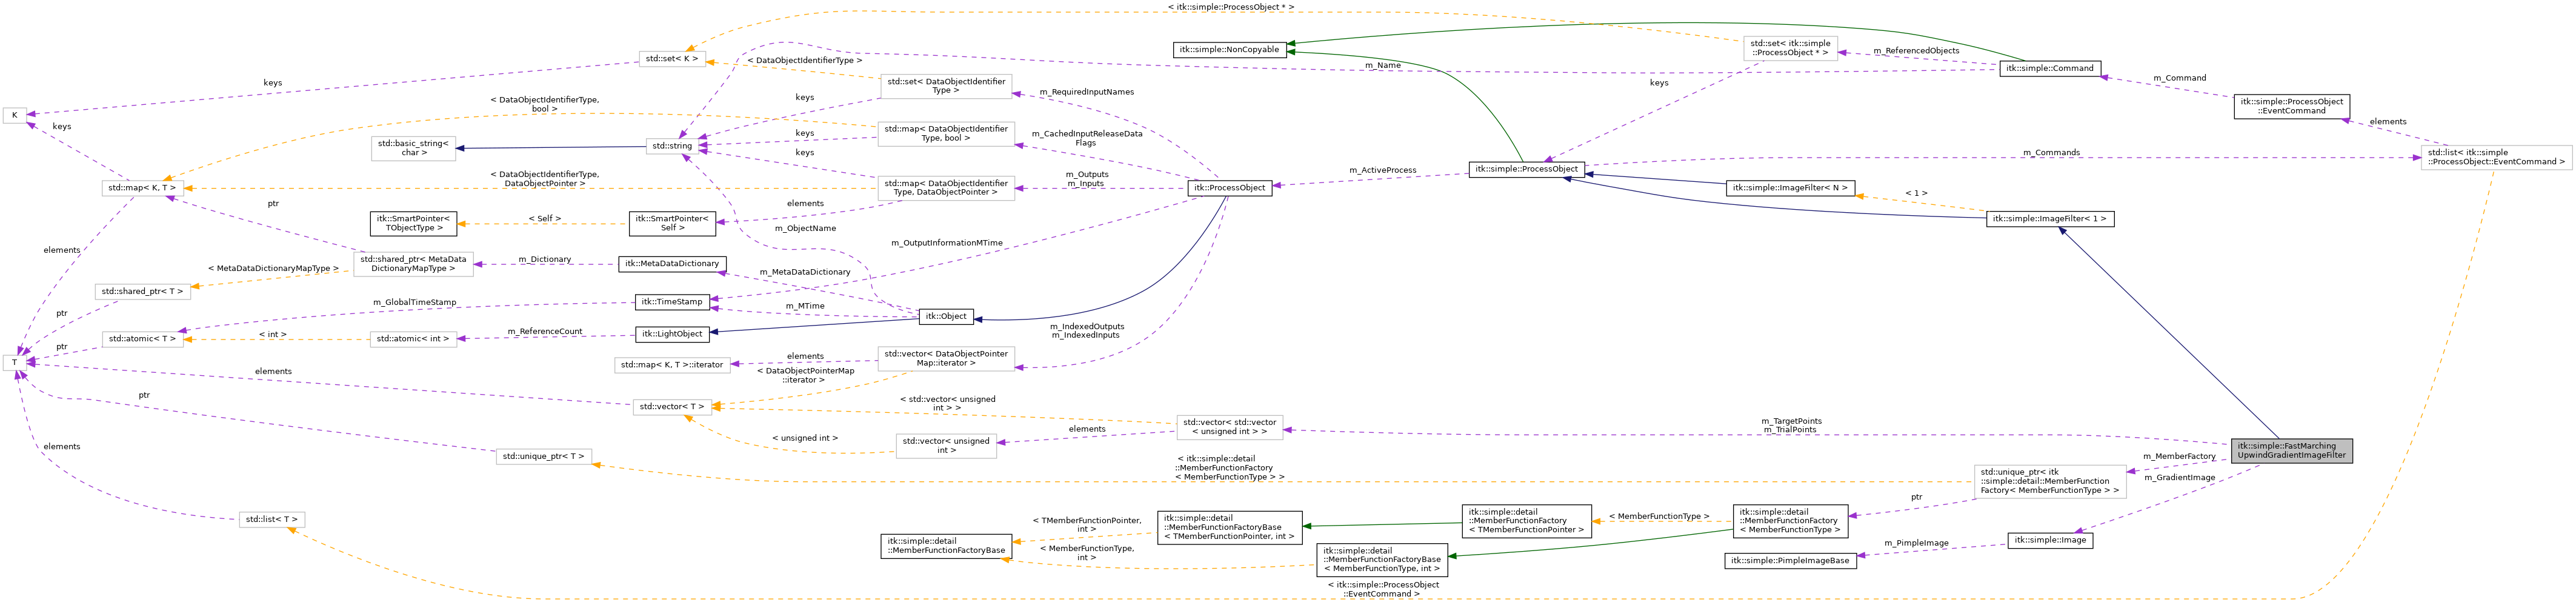 < itk::simple::ProcessObject * >
itk::simple::NonCopyable
std::set< itk::simple
::ProcessObject * >
m_ReferencedObjects
std::set< K >
< DataObjectIdentifierType >
m_Name
itk::simple::Command
m_Command
keys
std::set< DataObjectIdentifier
Type >
m_RequiredInputNames
keys
itk::simple::ProcessObject
::EventCommand
K
keys
< DataObjectIdentifierType,
bool >
keys
std::map< DataObjectIdentifier
Type, bool >
m_CachedInputReleaseData
Flags
elements
std::basic_string<
char >
std::string
keys
keys
m_Commands
std::list< itk::simple
::ProcessObject::EventCommand >
m_ActiveProcess
itk::simple::ProcessObject
std::map< K, T >
< DataObjectIdentifierType,
DataObjectPointer >
std::map< DataObjectIdentifier
Type, DataObjectPointer >
m_Outputs
m_Inputs
itk::ProcessObject
itk::simple::ImageFilter< N >
< 1 >
ptr
elements
itk::SmartPointer<
TObjectType >
< Self >
itk::SmartPointer<
Self >
itk::simple::ImageFilter< 1 >
m_ObjectName
elements
m_OutputInformationMTime
std::shared_ptr< MetaData
DictionaryMapType >
m_Dictionary
itk::MetaDataDictionary
< MetaDataDictionaryMapType >
m_MetaDataDictionary
std::shared_ptr< T >
m_GlobalTimeStamp
itk::TimeStamp
m_MTime
itk::Object
ptr
std::atomic< T >
< int >
std::atomic< int >
m_ReferenceCount
itk::LightObject
m_IndexedOutputs
m_IndexedInputs
ptr
T
std::map< K, T >::iterator
elements
std::vector< DataObjectPointer
Map::iterator >
elements
< DataObjectPointerMap
::iterator >
ptr
std::vector< T >
< std::vector< unsigned
int > >
std::vector< std::vector
< unsigned int > >
m_TargetPoints
m_TrialPoints
< unsigned int >
std::vector< unsigned
int >
elements
itk::simple::FastMarching
UpwindGradientImageFilter
elements
std::unique_ptr< T >
< itk::simple::detail
::MemberFunctionFactory
< MemberFunctionType > >
m_MemberFactory
std::unique_ptr< itk
::simple::detail::MemberFunction
Factory< MemberFunctionType > >
m_GradientImage
ptr
std::list< T >
itk::simple::detail
::MemberFunctionFactoryBase
< TMemberFunctionPointer,
int >
itk::simple::detail
::MemberFunctionFactoryBase
< TMemberFunctionPointer, int >
itk::simple::detail
::MemberFunctionFactory
< TMemberFunctionPointer >
< MemberFunctionType >
itk::simple::detail
::MemberFunctionFactory
< MemberFunctionType >
< MemberFunctionType,
int >
itk::simple::detail
::MemberFunctionFactoryBase
< MemberFunctionType, int >
itk::simple::PimpleImageBase
m_PimpleImage
itk::simple::Image
< itk::simple::ProcessObject
::EventCommand >